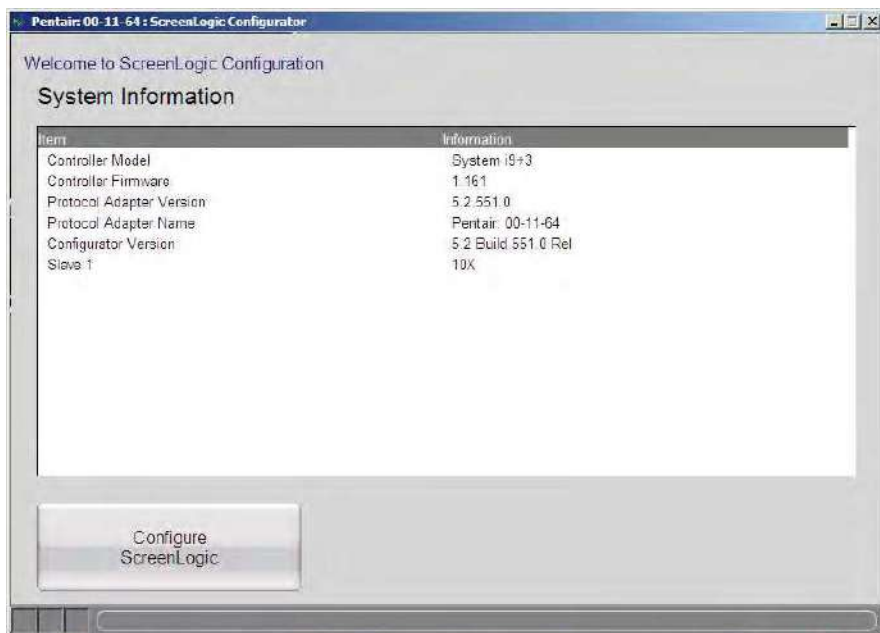 Pentair: 00-11-64 : ScreenLogic Configurator
Welcome to ScreenLogic Configuration
System Information
Item Information
Controller Model System i9+3
Controller Firmware 1.161
Protocol Adapter Version 5.2.551.0
Protocol Adapter Name Pentair: 00-11-64
Configurator Version 5.2 Build 551.0 Rel
Slave 1 10X
Configure
ScreenLogic